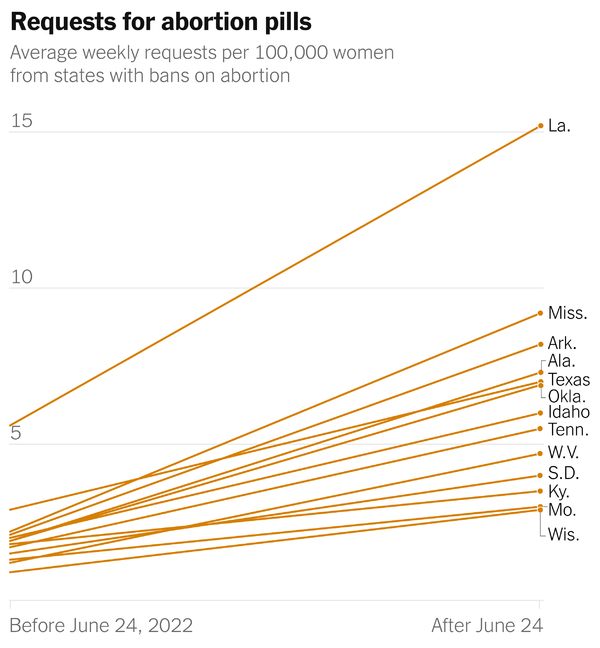 Requests for abortion pills
Average weekly requests per 100,000 women
from states with bans on abortion
15
La.
10
Miss.
Ark.
Ala.
Texas
Okla.
Idaho
5
Tenn.
W.V.
S.D.
Ky.
Mo.
Wis.
Before June 24, 2022
After June 24